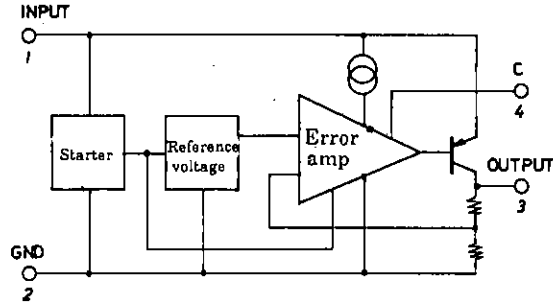 INPUT
1
C
4
Starter
Reference
voltage
Error
amp
OUTPUT
3
GND
2